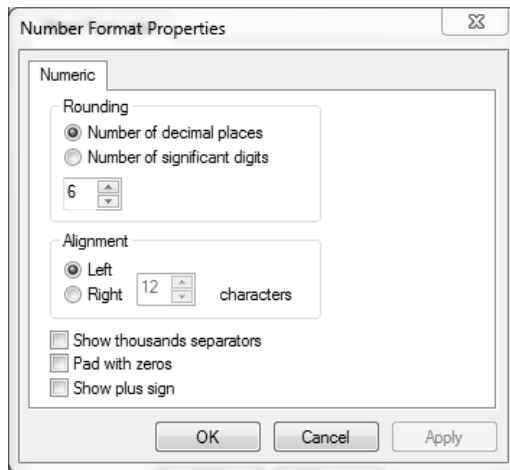 Number Format Properties
Numeric
Rounding
Number of decimal places
Number of significant digits
6
Alignment
Left
Right 12 characters
Show thousands separators
Pad with zeros
Show plus sign
OK Cancel Apply